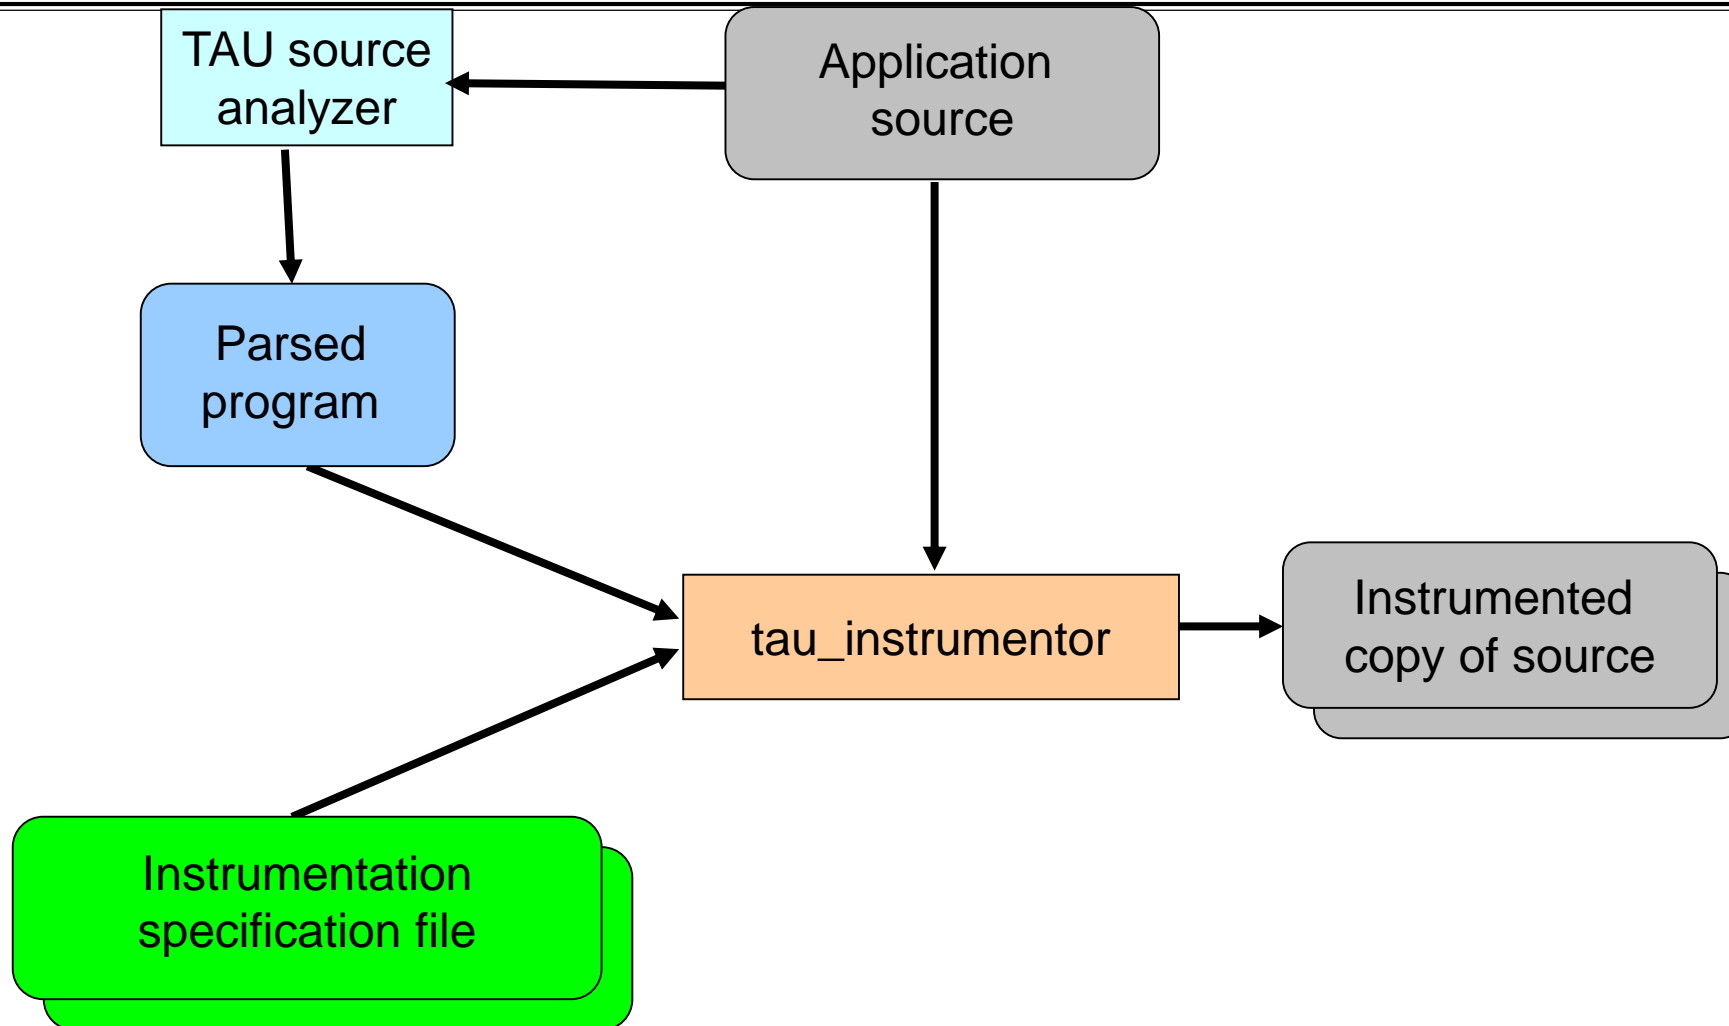 TAU source
analyzer
Application
source
Parsed
program
tau_instrumentor
Instrumented
copy of source
Instrumentation
specification file